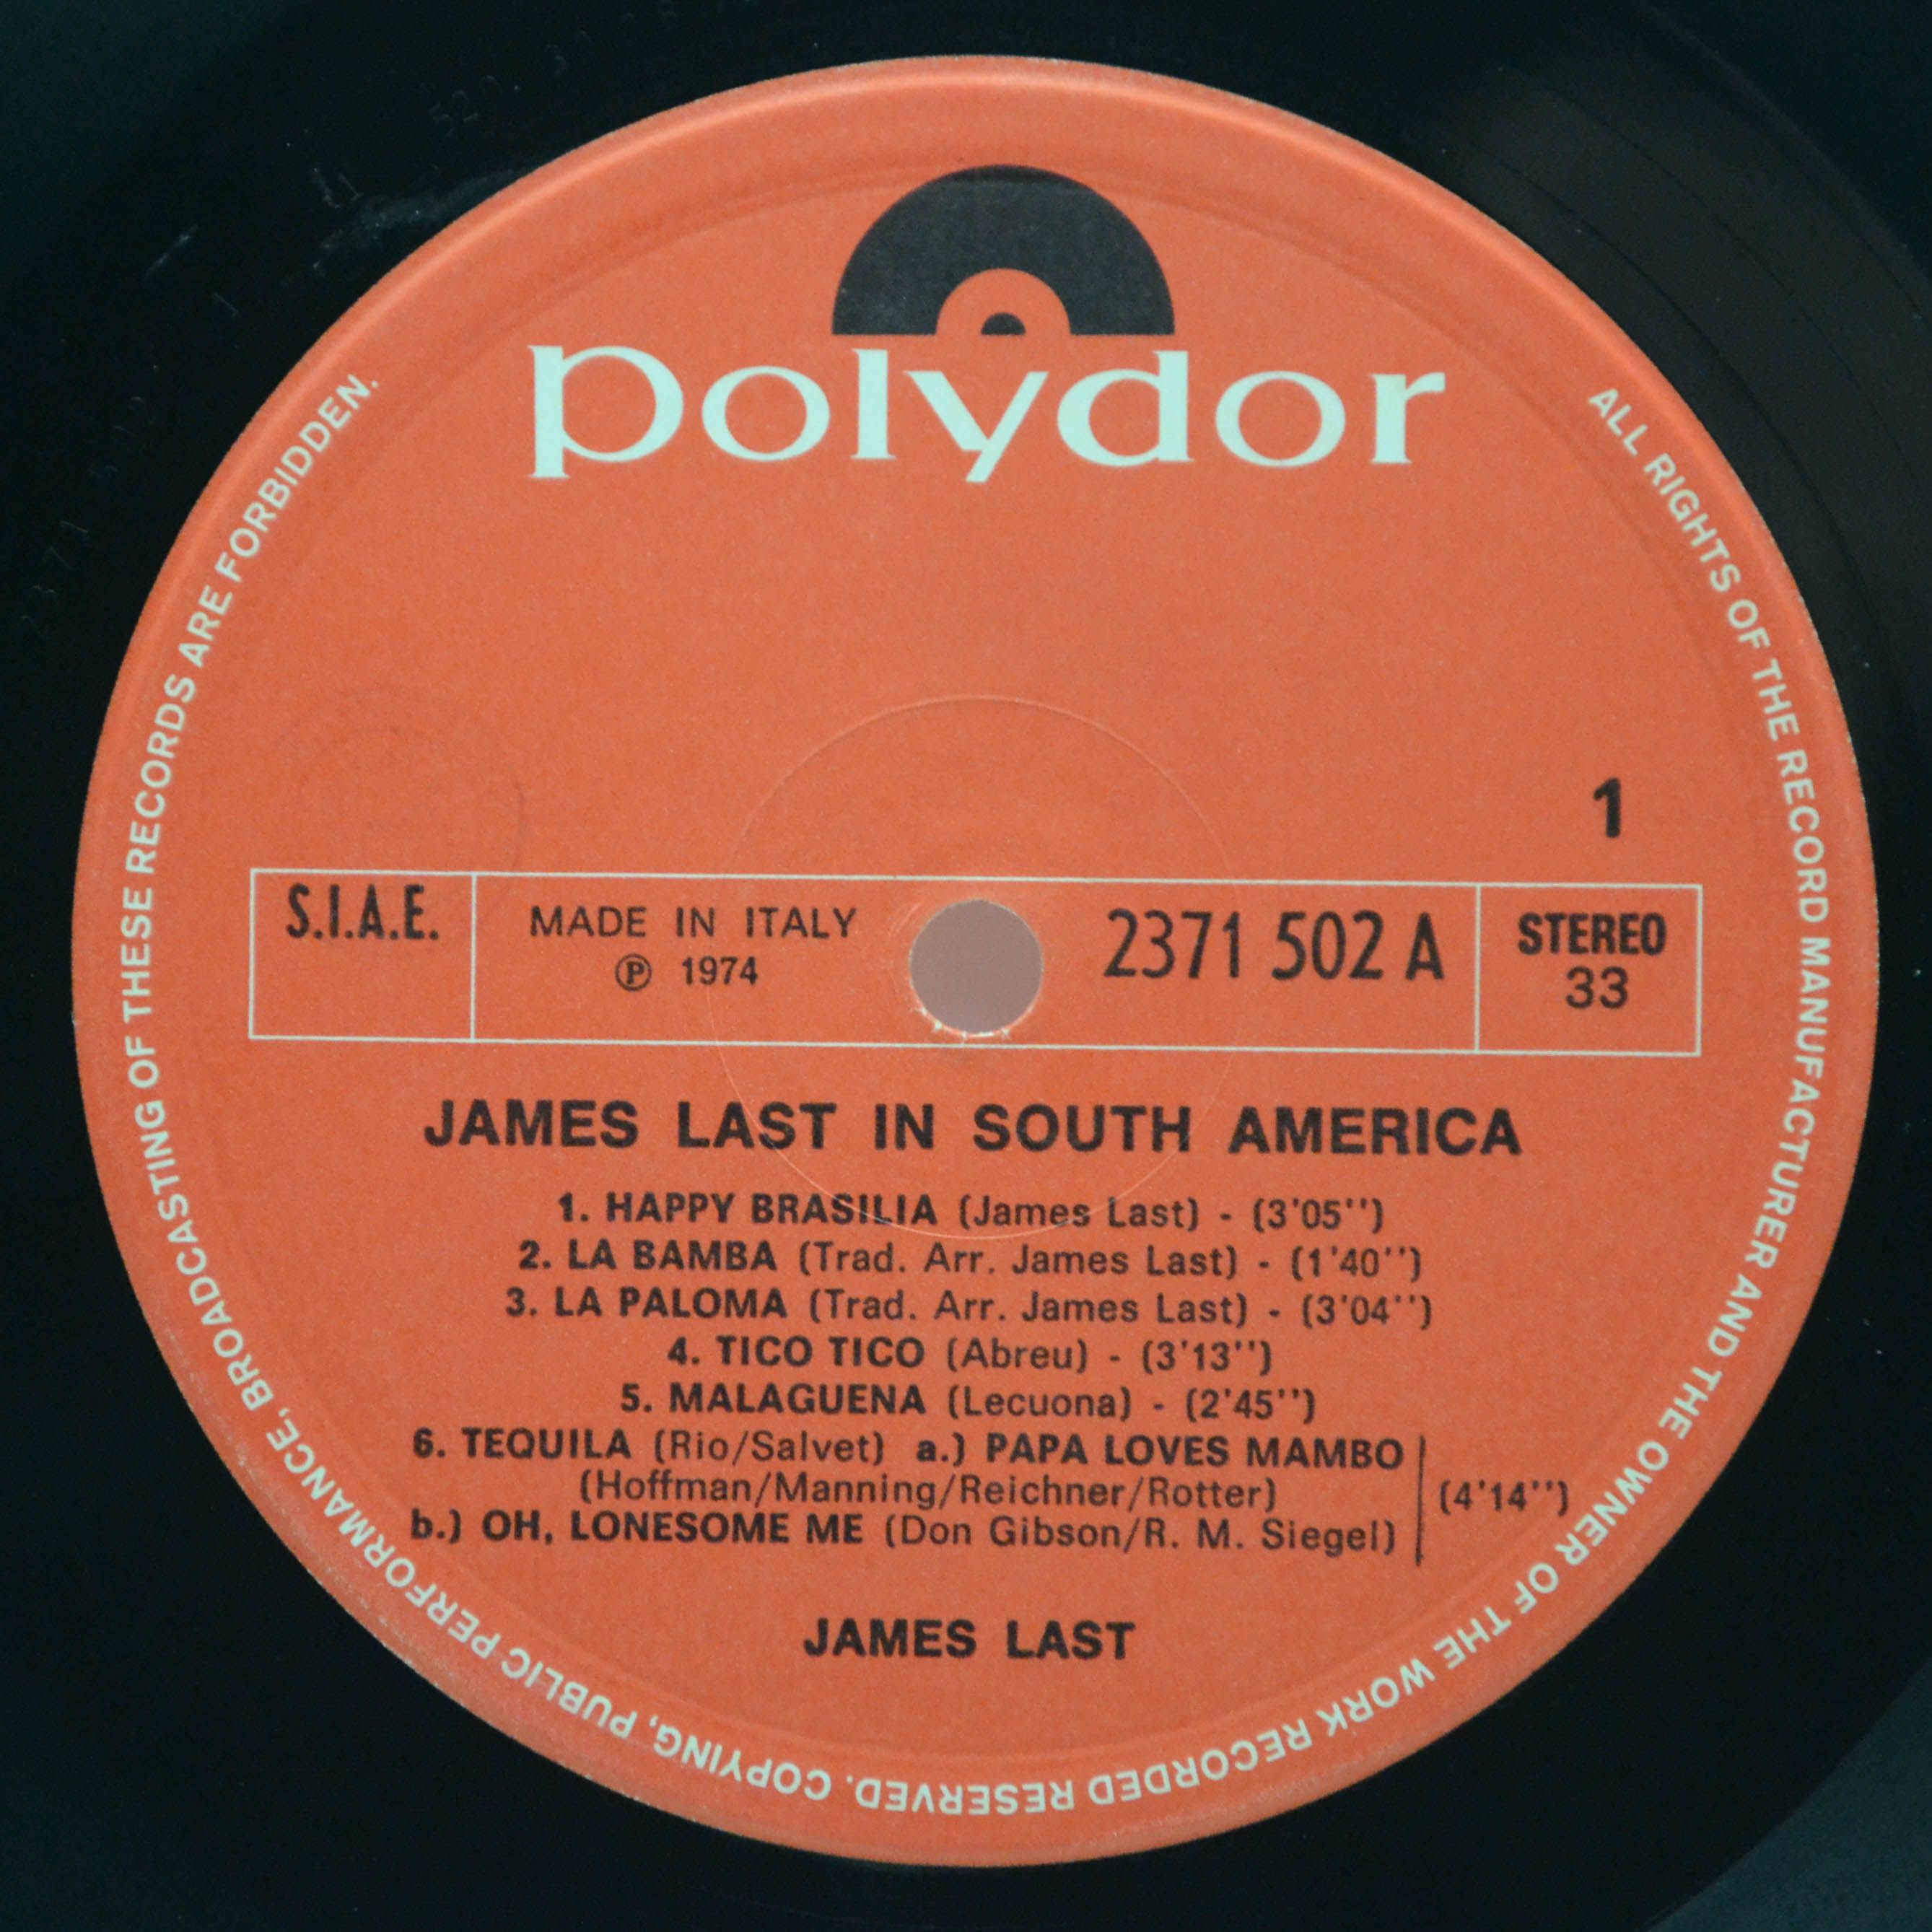 polydor
ALL RIGHTS OF THE RECORD MANUFACTURER AND THE OWNER OF THE WORK RECORDED RESERVED. COPYING, PUBLIC PERFORMANCE, BROADCASTING OF THESE RECORDS ARE FORBIDDEN.
1
S.I.A.E.
MADE IN ITALY
℗ 1974
2371 502 A
STEREO
33
JAMES LAST IN SOUTH AMERICA
1. HAPPY BRASILIA (James Last) - (3'05'')
2. LA BAMBA (Trad. Arr. James Last) - (1'40'')
3. LA PALOMA (Trad. Arr. James Last) - (3'04'')
4. TICO TICO (Abreu) - (3'13'')
5. MALAGUENA (Lecuona) - (2'45'')
6. TEQUILA (Rio/Salvet) a.) PAPA LOVES MAMBO
(Hoffman/Manning/Reichner/Rotter)
(4'14'')
b.) OH, LONESOME ME (Don Gibson/R. M. Siegel)
JAMES LAST